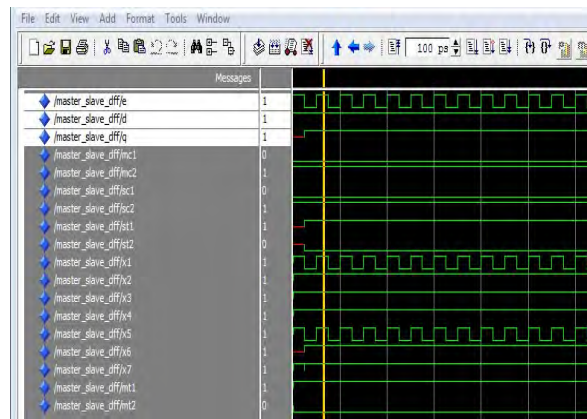 File Edit View Add Format Tools Window
100 ps
Messages
/master_slave_dff/e 1
/master_slave_dff/d 1
/master_slave_dff/q 1
/master_slave_dff/mc1 0
/master_slave_dff/mc2 1
/master_slave_dff/sc1 0
/master_slave_dff/sc2 1
/master_slave_dff/st1 1
/master_slave_dff/st2 0
/master_slave_dff/x1 1
/master_slave_dff/x2 1
/master_slave_dff/x3 1
/master_slave_dff/x4 1
/master_slave_dff/x5 1
/master_slave_dff/x6 1
/master_slave_dff/x7 1
/master_slave_dff/mt1 1
/master_slave_dff/mt2 0